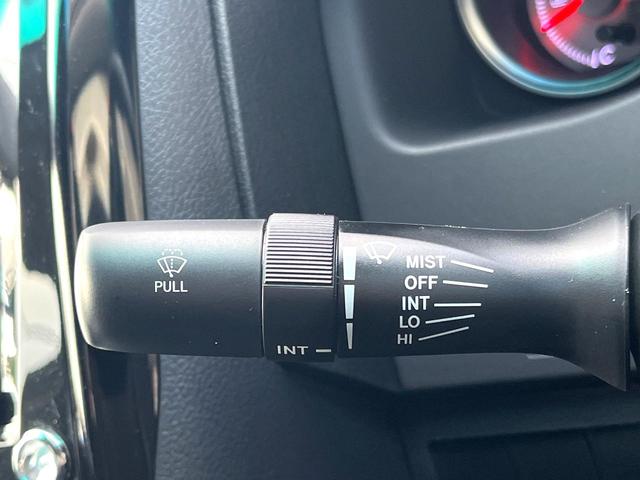 C
PULL
MIST
OFF
INT
LO
HI
INT